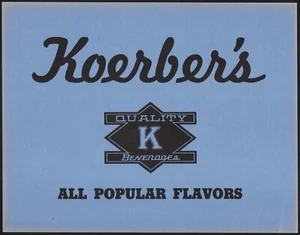 Koerber's
QUALITY
K
BEVERAGES
ALL POPULAR FLAVORS